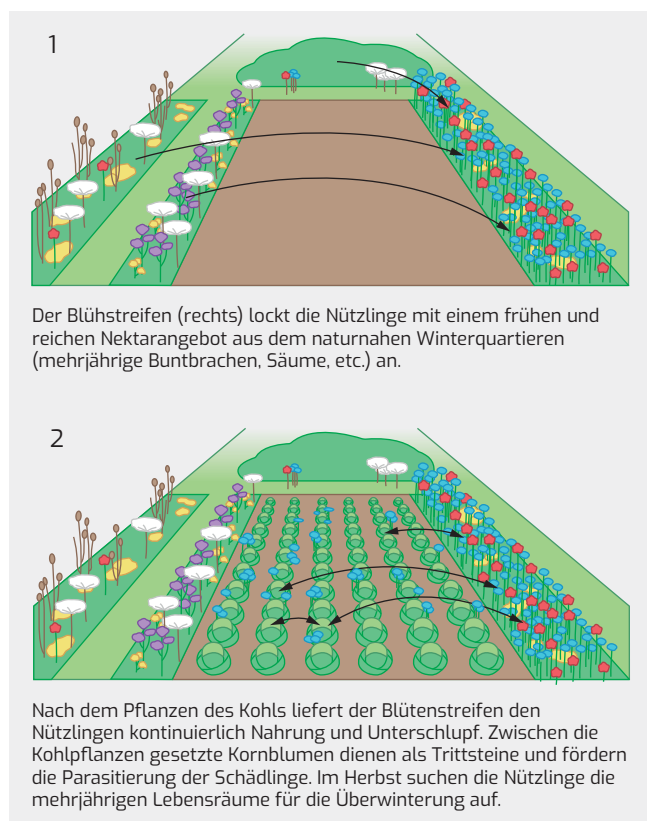 1
Der Blühstreifen (rechts) lockt die Nützlinge mit einem frühen und
reichen Nektarangebot aus dem naturnahen Winterquartieren
(mehrjährige Buntbrachen, Säume, etc.) an.
2
Nach dem Pflanzen des Kohls liefert der Blütenstreifen den
Nützlingen kontinuierlich Nahrung und Unterschlupf. Zwischen die
Kohlpflanzen gesetzte Kornblumen dienen als Trittsteine und fördern
die Parasitierung der Schädlinge. Im Herbst suchen die Nützlinge die
mehrjährigen Lebensräume für die Überwinterung auf.